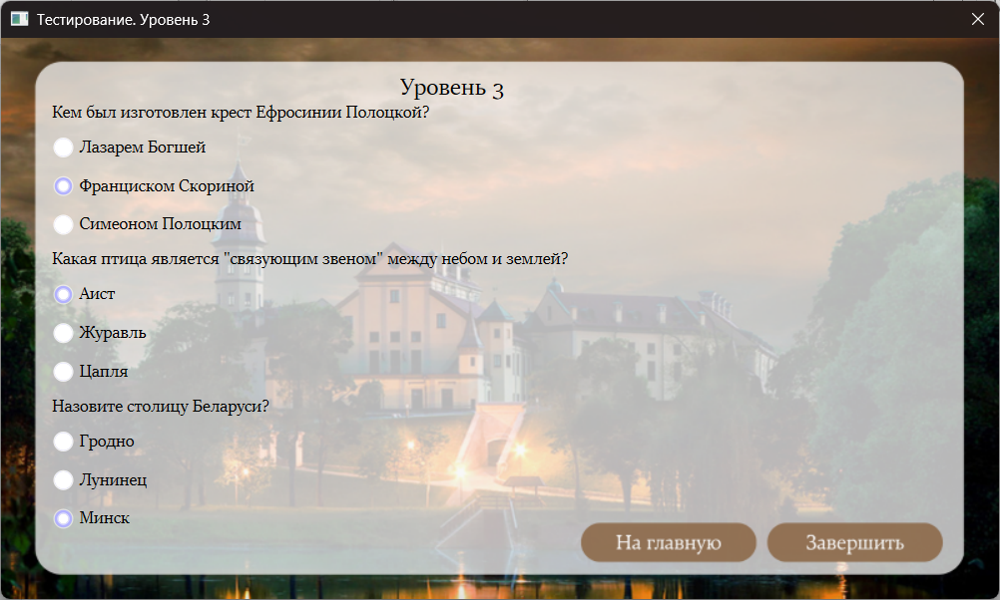 Тестирование. Уровень 3
Уровень 3
Кем был изготовлен крест Ефросинии Полоцкой?
Лазарем Богшей
Франциском Скориной
Симеоном Полоцким
Какая птица является "связующим звеном" между небом и землей?
Аист
Журавль
Цапля
Назовите столицу Беларуси?
Гродно
Лунинец
Минск
На главную
Завершить